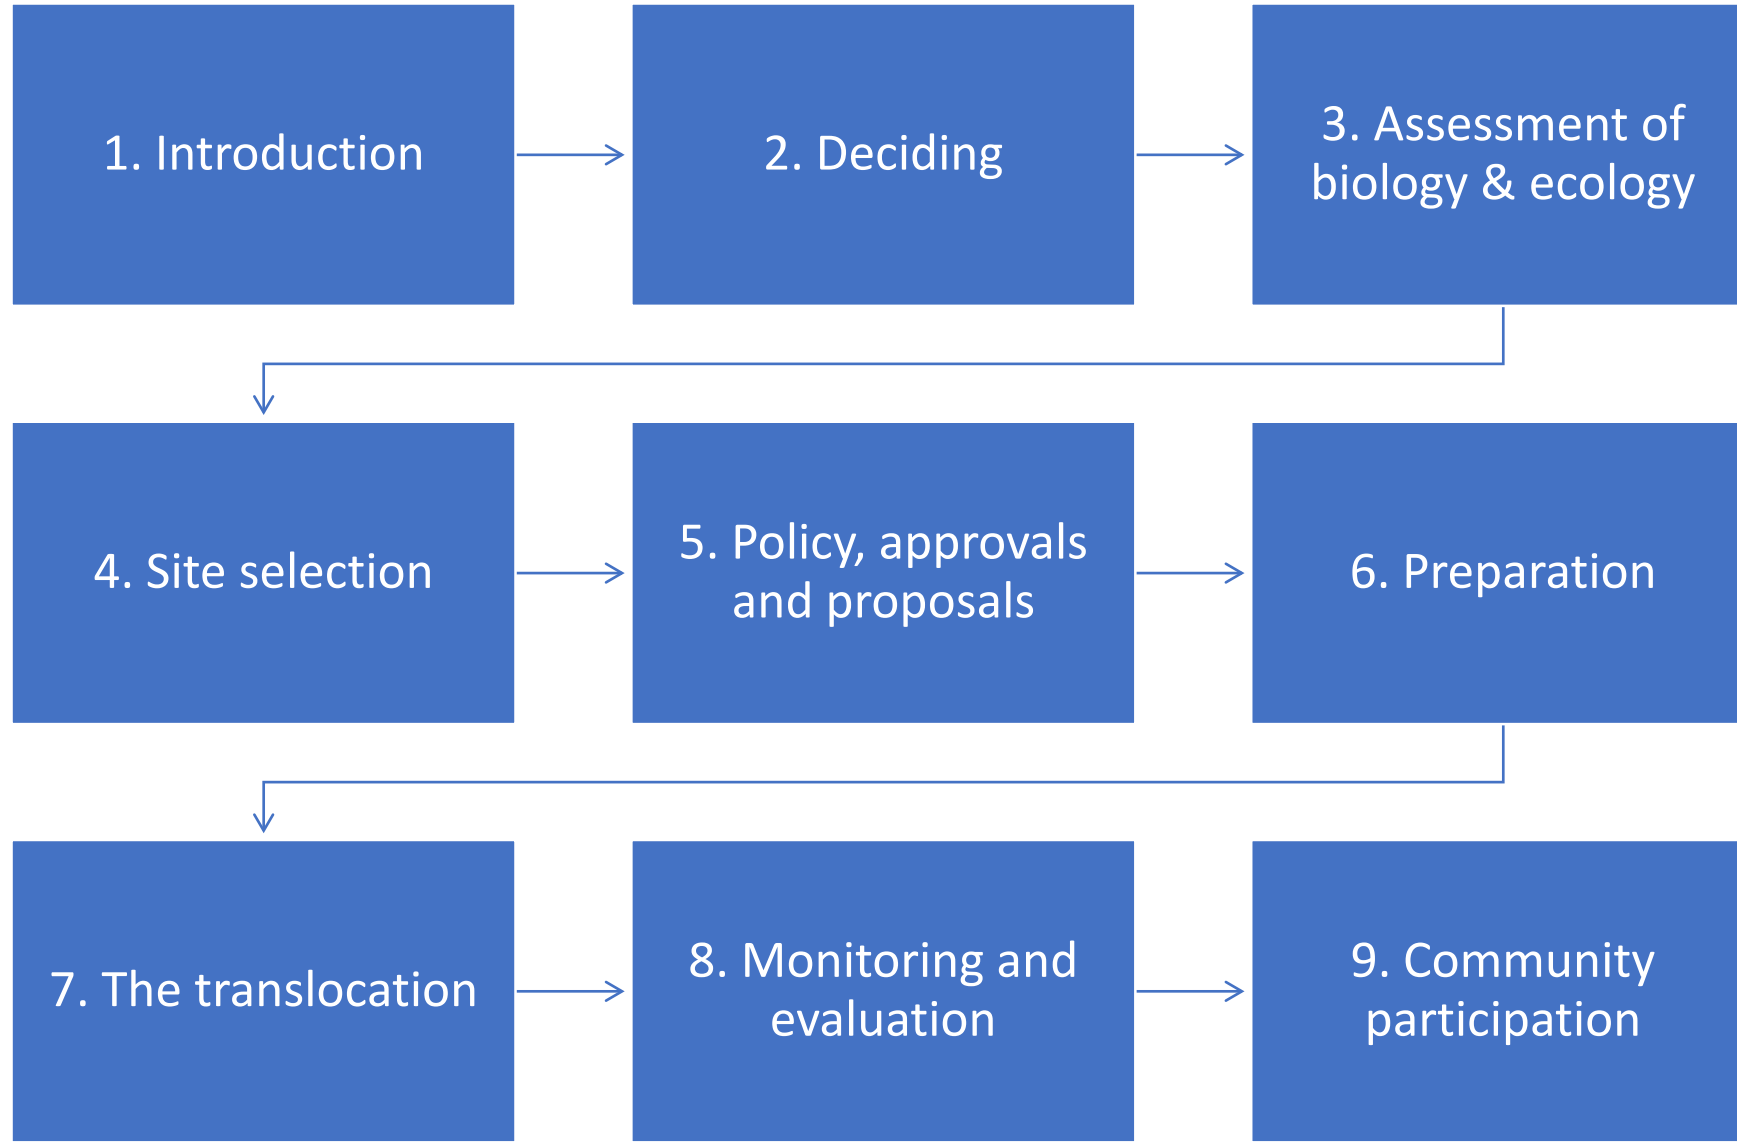 1. Introduction
2. Deciding
3. Assessment of
biology & ecology
4. Site selection
5. Policy, approvals
and proposals
6. Preparation
7. The translocation
8. Monitoring and
evaluation
9. Community
participation